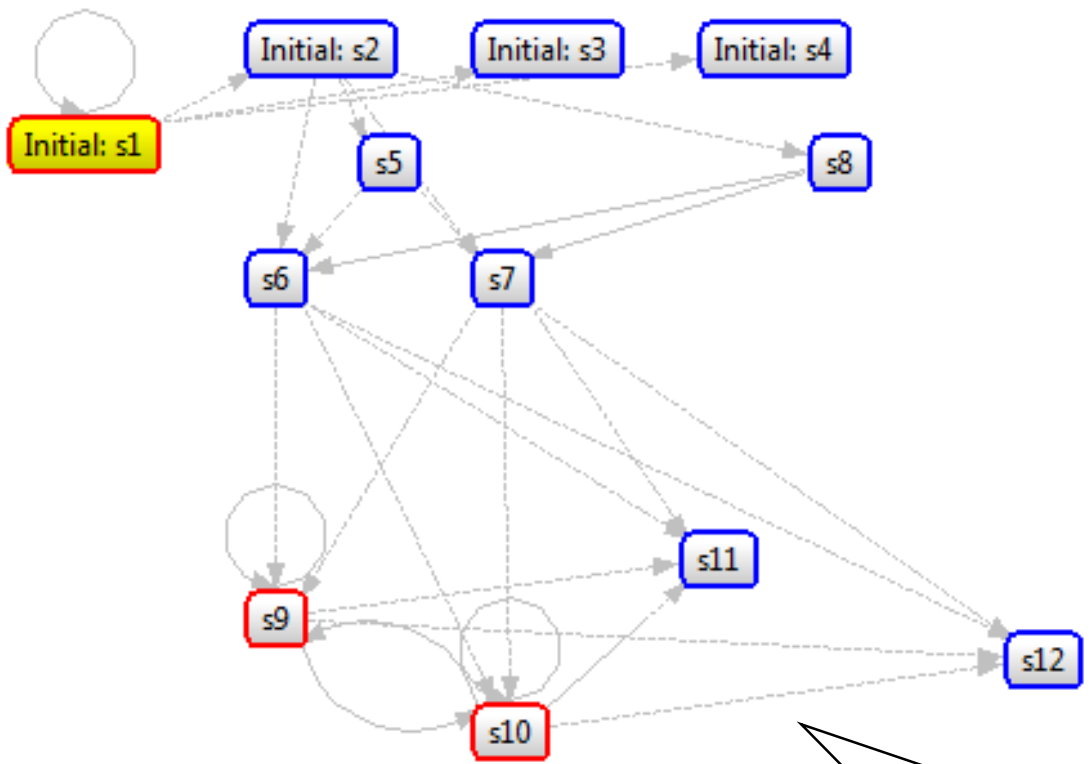 Initial: s2
Initial: s3
Initial: s4
Initial: s1
s5
s8
s6
s7
s11
s9
s12
s10